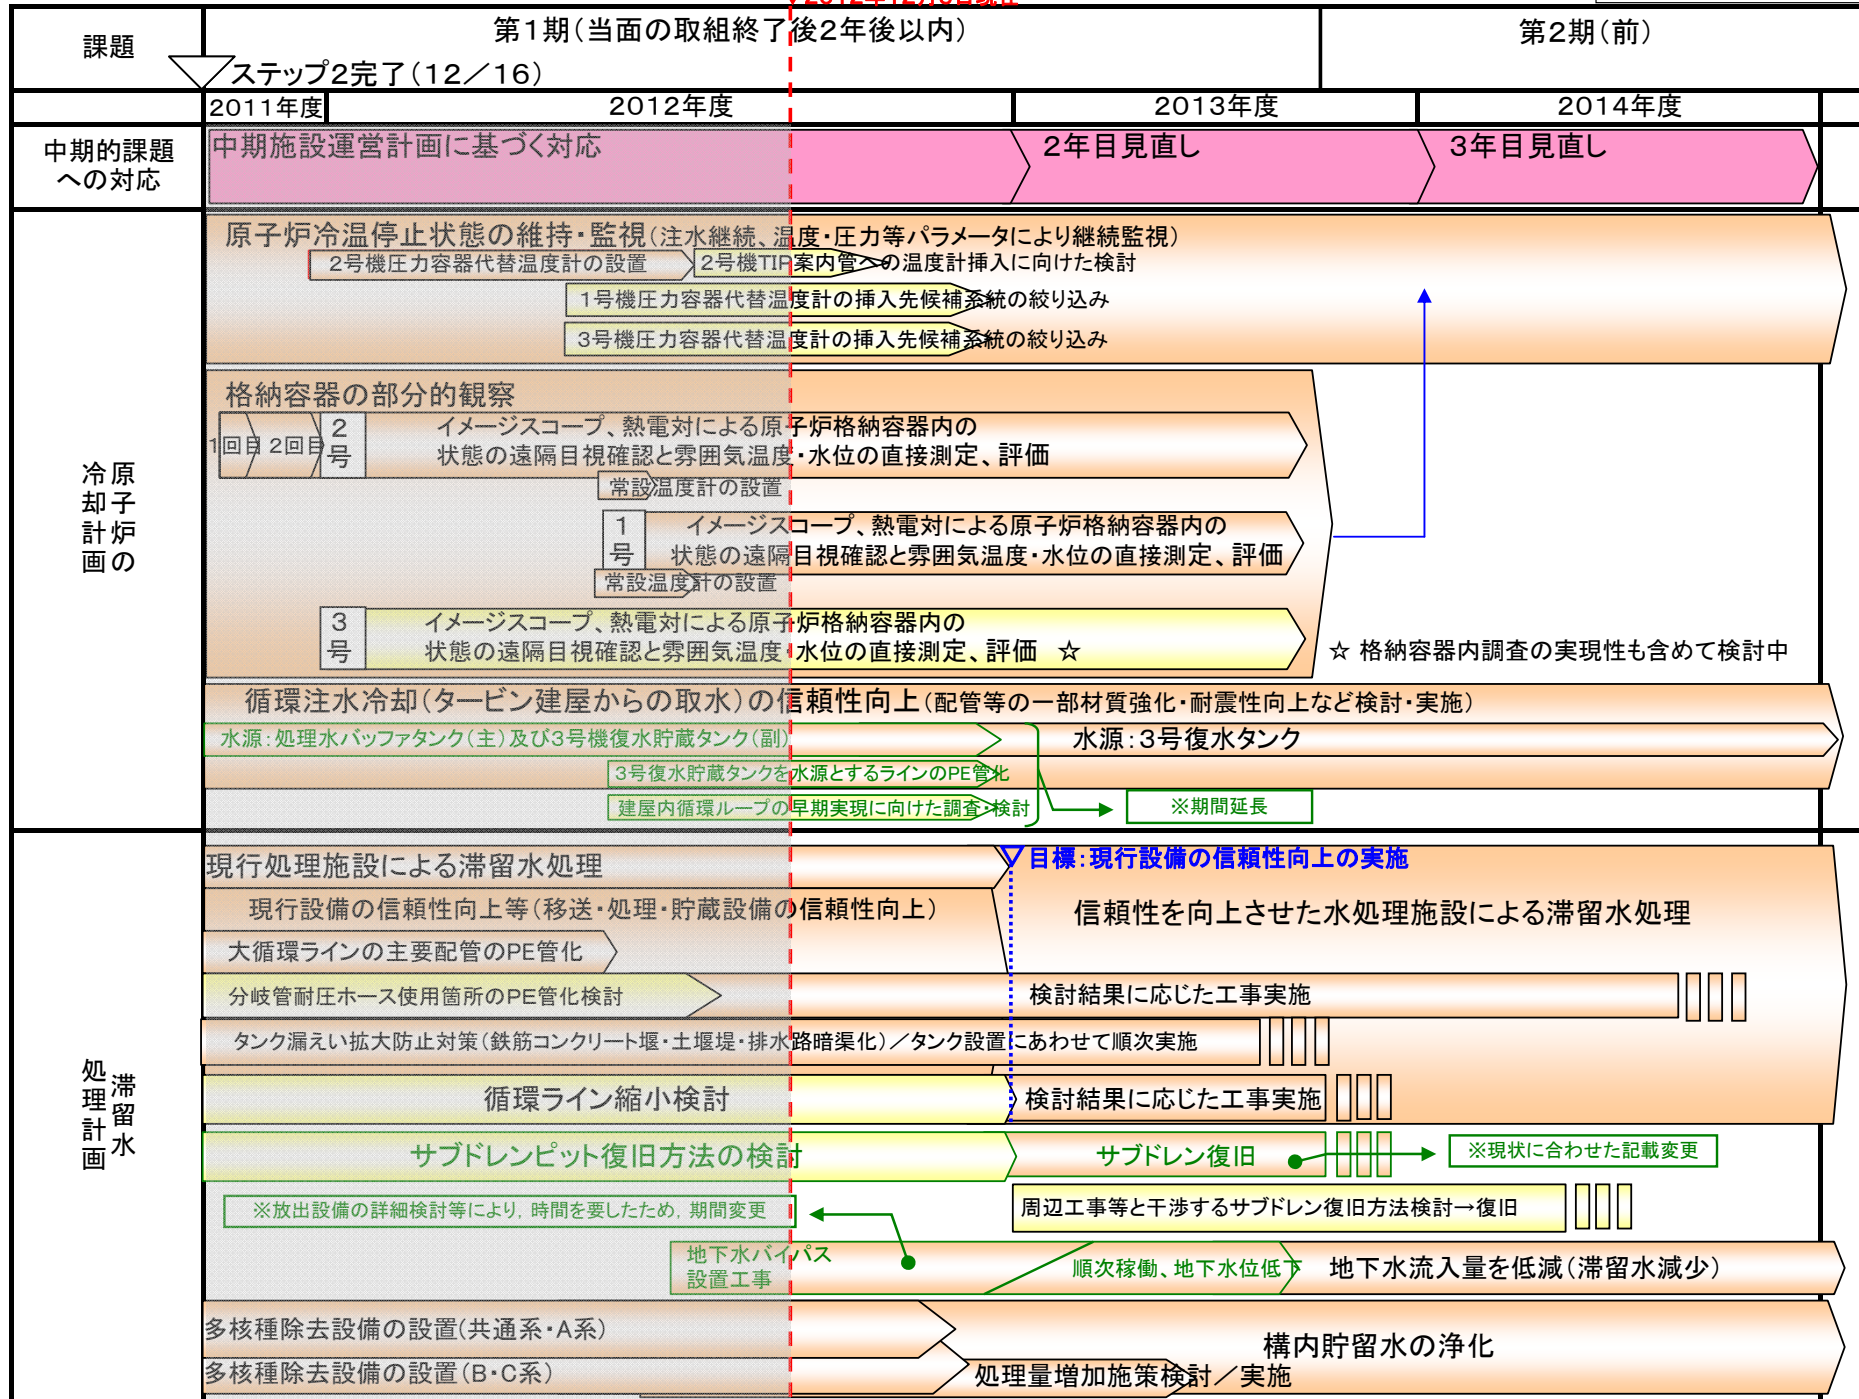 2012年12月3日現在
課題
第1期(当面の取組終了後2年後以内)
第2期(前)
ステップ2完了(12/16)
2011年度
2012年度
2013年度
2014年度
中期的課題
への対応
中期施設運営計画に基づく対応
2年目見直し
3年目見直し
原子炉の
冷却計画
原子炉冷温停止状態の維持・監視(注水継続、温度・圧力等パラメータにより継続監視)
2号機圧力容器代替温度計の設置
2号機TIP案内管への温度計挿入に向けた検討
1号機圧力容器代替温度計の挿入先候補系統の絞り込み
3号機圧力容器代替温度計の挿入先候補系統の絞り込み
格納容器の部分的観察
1回目
2回目
2号
イメージスコープ、熱電対による原子炉格納容器内の
状態の遠隔目視確認と雰囲気温度・水位の直接測定、評価
常設温度計の設置
1号
イメージスコープ、熱電対による原子炉格納容器内の
状態の遠隔目視確認と雰囲気温度・水位の直接測定、評価
常設温度計の設置
3号
イメージスコープ、熱電対による原子炉格納容器内の
状態の遠隔目視確認と雰囲気温度・水位の直接測定、評価 ☆
☆ 格納容器内調査の実現性も含めて検討中
循環注水冷却(タービン建屋からの取水)の信頼性向上(配管等の一部材質強化・耐震性向上など検討・実施)
水源:処理水バッファタンク(主)及び3号機復水貯蔵タンク(副)
水源:3号復水タンク
3号復水貯蔵タンクを水源とするラインのPE管化
建屋内循環ループの早期実現に向けた調査・検討
※期間延長
滞留水
処理計画
現行処理施設による滞留水処理
目標:現行設備の信頼性向上の実施
現行設備の信頼性向上等(移送・処理・貯蔵設備の信頼性向上)
信頼性を向上させた水処理施設による滞留水処理
大循環ラインの主要配管のPE管化
分岐管耐圧ホース使用箇所のPE管化検討
検討結果に応じた工事実施
タンク漏えい拡大防止対策(鉄筋コンクリート堰・土堰堤・排水路暗渠化)/タンク設置にあわせて順次実施
循環ライン縮小検討
検討結果に応じた工事実施
サブドレンピット復旧方法の検討
サブドレン復旧
※現状に合わせた記載変更
※放出設備の詳細検討等により,時間を要したため,期間変更
周辺工事等と干渉するサブドレン復旧方法検討→復旧
地下水バイパス
設置工事
順次稼働、地下水位低下
地下水流入量を低減(滞留水減少)
多核種除去設備の設置(共通系・A系)
構内貯留水の浄化
多核種除去設備の設置(B・C系)
処理量増加施策検討/実施